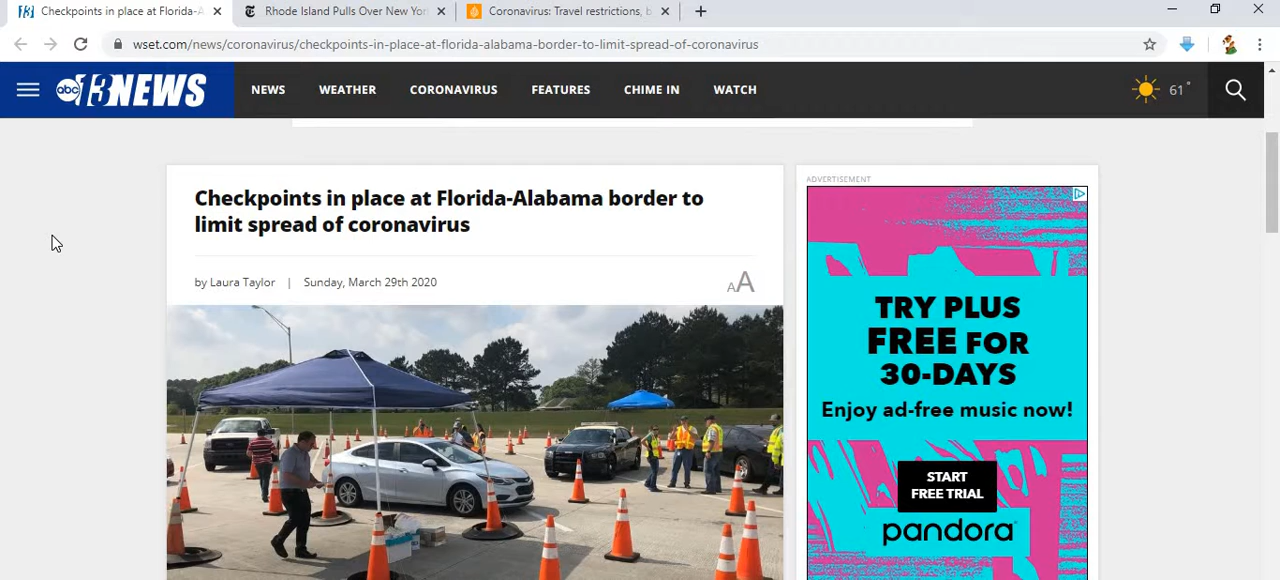 Checkpoints in place at Florida-A
Rhode Island Pulls Over New Yor
Coronavirus: Travel restrictions, b
wset.com/news/coronavirus/checkpoints-in-place-at-florida-alabama-border-to-limit-spread-of-coronavirus
abc 13 NEWS
NEWS
WEATHER
CORONAVIRUS
FEATURES
CHIME IN
WATCH
61°
Checkpoints in place at Florida-Alabama border to
limit spread of coronavirus
by Laura Taylor | Sunday, March 29th 2020
AA
ADVERTISEMENT
TRY PLUS
FREE FOR
30-DAYS
Enjoy ad-free music now!
START
FREE TRIAL
pandora